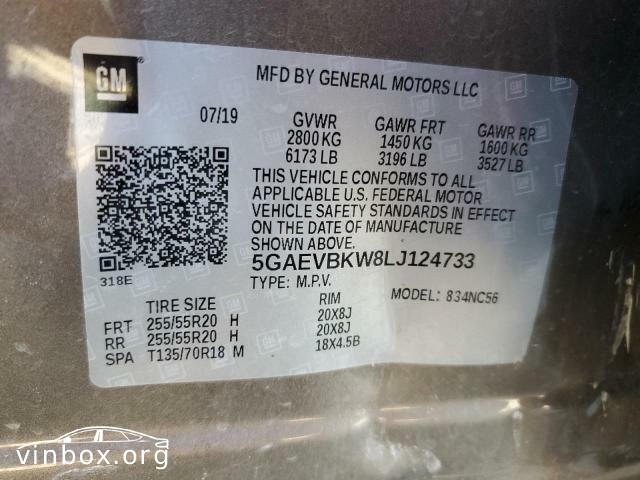 GM
MFD BY GENERAL MOTORS LLC
07/19 GVWR GAWR FRT GAWR RR
2800 KG 1450 KG 1600 KG
6173 LB 3196 LB 3527 LB
THIS VEHICLE CONFORMS TO ALL
APPLICABLE U.S. FEDERAL MOTOR
VEHICLE SAFETY STANDARDS IN EFFECT
ON THE DATE OF MANUFACTURE
SHOWN ABOVE.
5GAEVBKW8LJ124733
318E TYPE: M.P.V. MODEL: 834NC56
TIRE SIZE RIM
FRT 255/55R20 H 20X8J
RR 255/55R20 H 20X8J
SPA T135/70R18 M 18X4.5B
vinbox.org